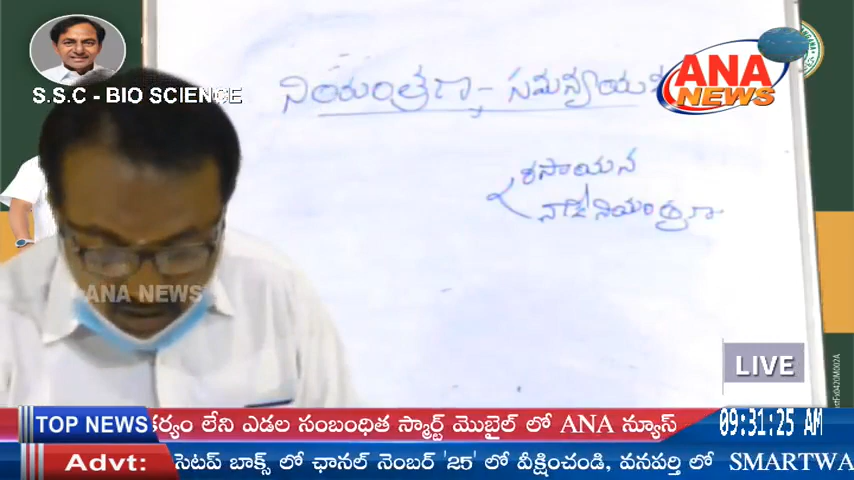 S.S.C - BIO SCIENCE
నియంత్రణ - సమన్వయ
ANA
NEWS
రసాయన
నాడీ నియంత్రణ
ANA NEWS
LIVE
TOP NEWS కర్యం లేని ఎడల సంబంధిత స్మార్ట్ మొబైల్ లో ANA న్యూస్ 09:31:25 AM
Advt: సెటప్ బాక్స్ లో ఛానల్ నెంబర్ '25' లో వీక్షించండి, వనపర్తి లో SMARTWA